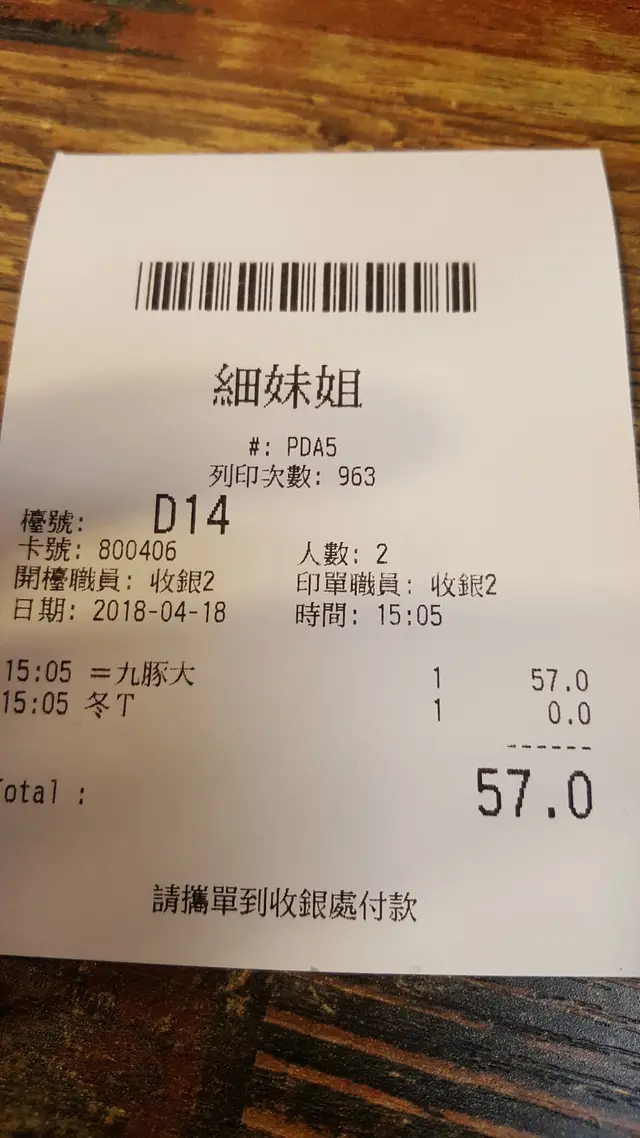 細妹姐
#: PDA5
列印次數: 963
檯號: D14
卡號: 800406 人數: 2
開檯職員: 收銀2 印單職員: 收銀2
日期: 2018-04-18 時間: 15:05
15:05 =九豚大 1 57.0
15:05 冬T 1 0.0
------
Total : 57.0
請攜單到收銀處付款